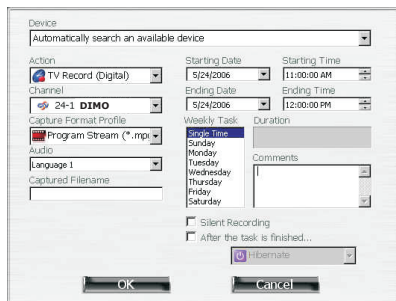 Device
Automatically search an available device
Action
TV Record (Digital)
Channel
24-1 DIMO
Capture Format Profile
Program Stream (*.mp
Audio
Language 1
Captured Filename
Starting Date
Starting Time
5/24/2006
11:00:00 AM
Ending Date
Ending Time
5/24/2006
12:00:00 PM
Weekly Task
Duration
Single Time
Sunday
Monday
Tuesday
Wednesday
Thursday
Friday
Saturday
Comments
Silent Recording
After the task is finished...
Hibernate
OK
Cancel